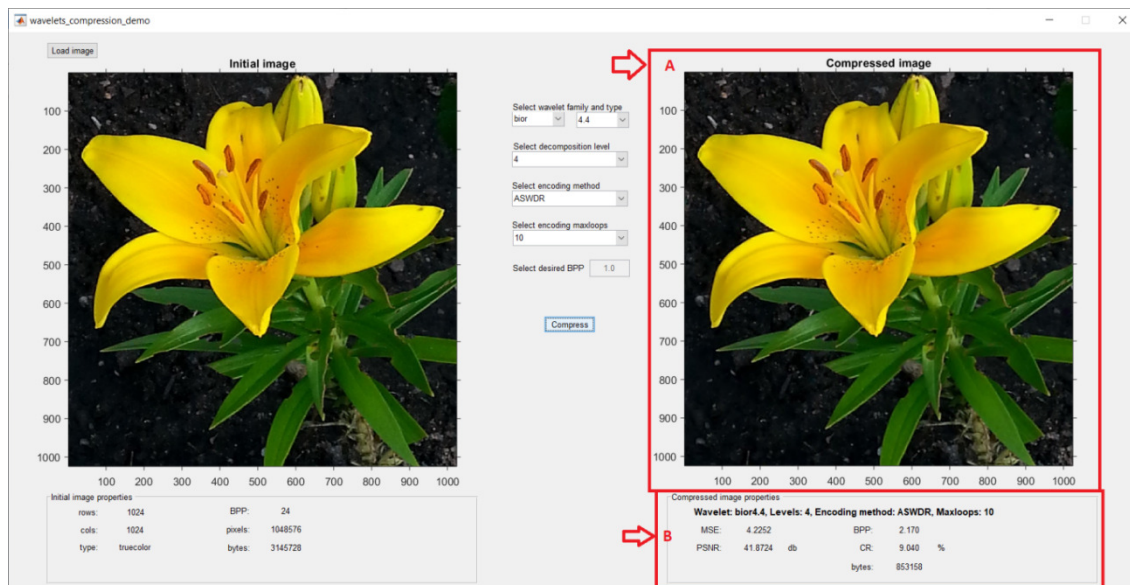 wavelets_compression_demo
Load image
Initial image
100
200
300
400
500
600
700
800
900
1000
100 200 300 400 500 600 700 800 900 1000
Select wavelet family and type
bior 4.4
Select decomposition level
4
Select encoding method
ASWDR
Select encoding maxloops
10
Select desired BPP 1.0
Compress
A
Compressed image
100
200
300
400
500
600
700
800
900
1000
100 200 300 400 500 600 700 800 900 1000
Initial image properties
rows: 1024 BPP: 24
cols: 1024 pixels: 1048576
type: truecolor bytes: 3145728
B
Compressed image properties
Wavelet: bior4.4, Levels: 4, Encoding method: ASWDR, Maxloops: 10
MSE: 4.2252 BPP: 2.170
PSNR: 41.8724 db CR: 9.040 %
bytes: 853158